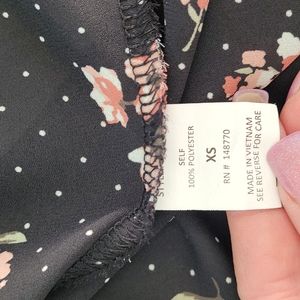 SELF
100% POLYESTER
XS
RN # 148770
MADE IN VIETNAM
SEE REVERSE FOR CARE